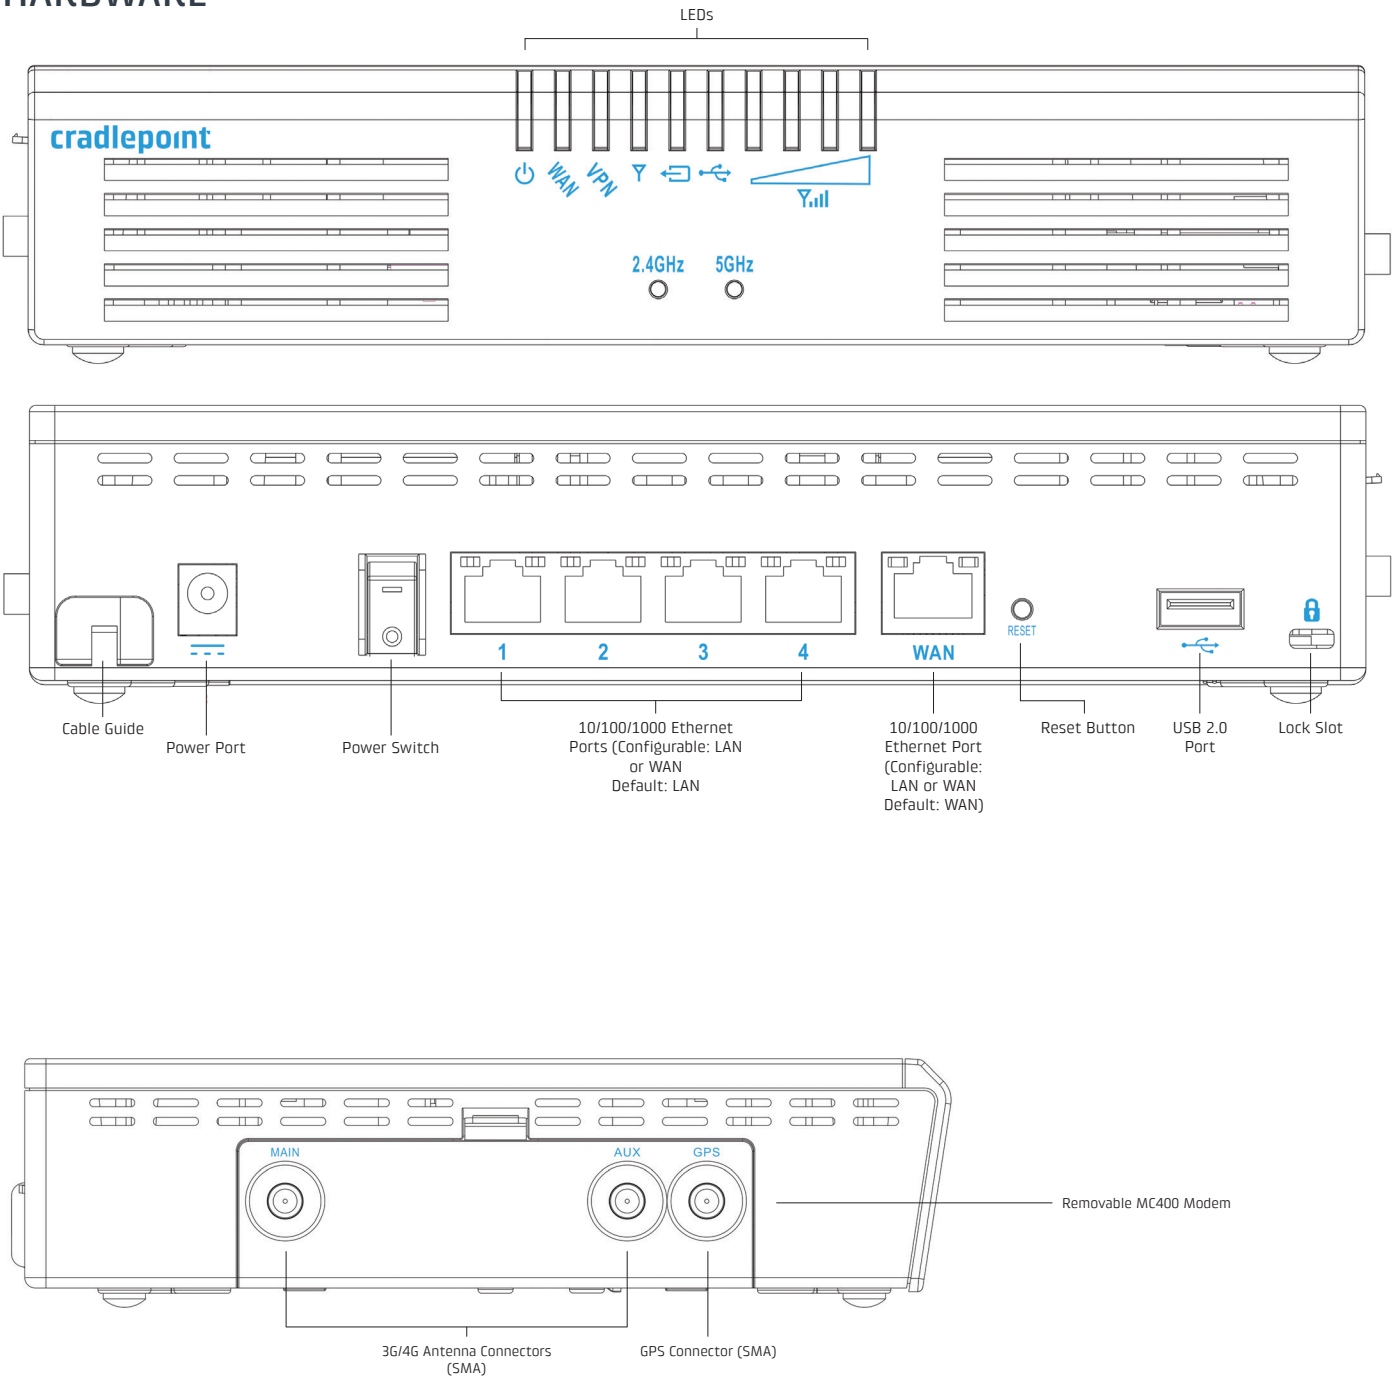 HARDWARE
LEDs
cradlepoint
WAN
VPN
2.4GHz
5GHz
RESET
1
2
3
4
WAN
Cable Guide
Power Port
Power Switch
10/100/1000 Ethernet
Ports (Configurable: LAN
or WAN
Default: LAN
10/100/1000
Ethernet Port
(Configurable:
LAN or WAN
Default: WAN)
Reset Button
USB 2.0
Port
Lock Slot
MAIN
AUX
GPS
Removable MC400 Modem
3G/4G Antenna Connectors
(SMA)
GPS Connector (SMA)